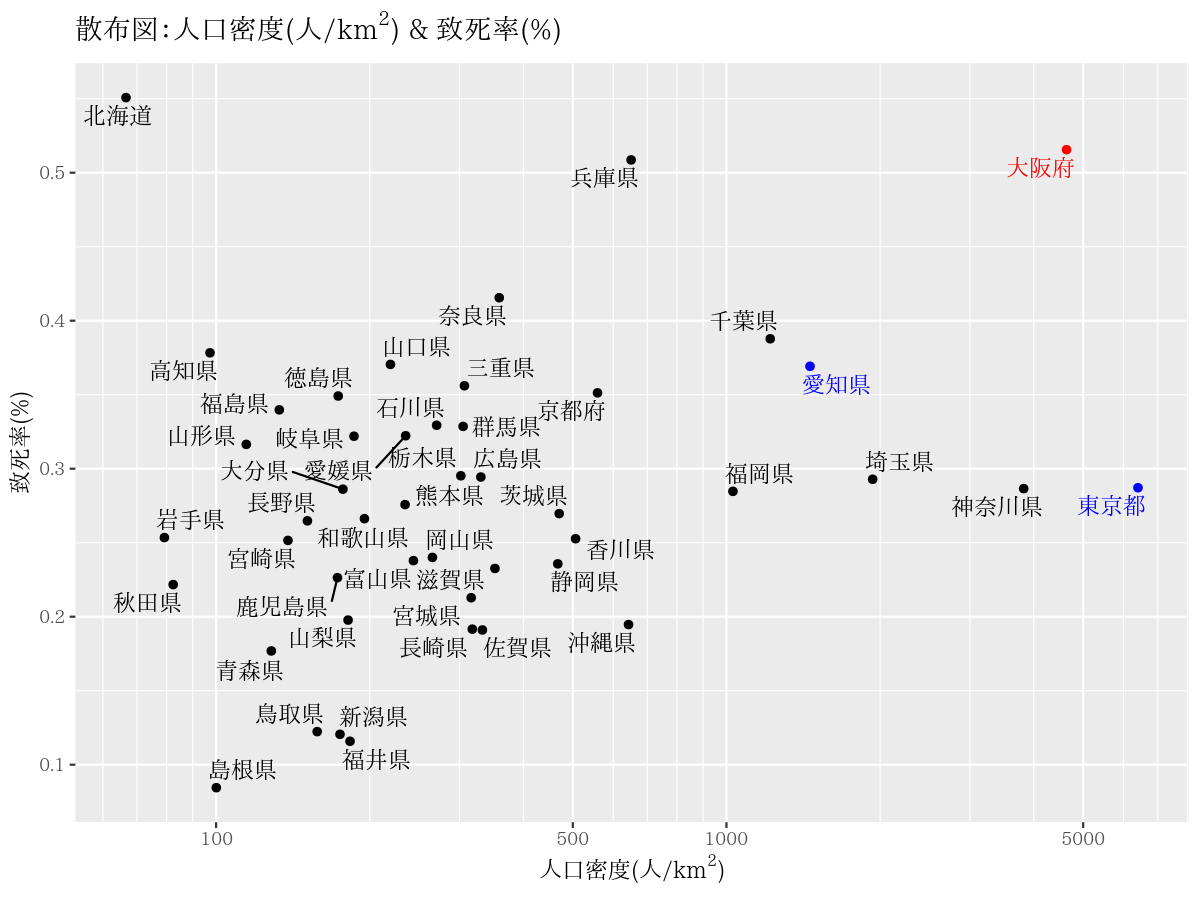 散布図:人口密度(人/km²) & 致死率(%)
北海道
兵庫県
大阪府
0.5
奈良県
千葉県
0.4
山口県
高知県
徳島県
三重県
愛知県
福島県
石川県
京都府
山形県
岐阜県
群馬県
致死率(%)
大分県
愛媛県
栃木県
広島県
福岡県
埼玉県
0.3
長野県
熊本県
茨城県
神奈川県
東京都
岩手県
和歌山県
岡山県
香川県
宮崎県
富山県
滋賀県
静岡県
秋田県
鹿児島県
宮城県
0.2
山梨県
長崎県
佐賀県
沖縄県
青森県
鳥取県
新潟県
福井県
島根県
0.1
100
500
1000
5000
人口密度(人/km²)